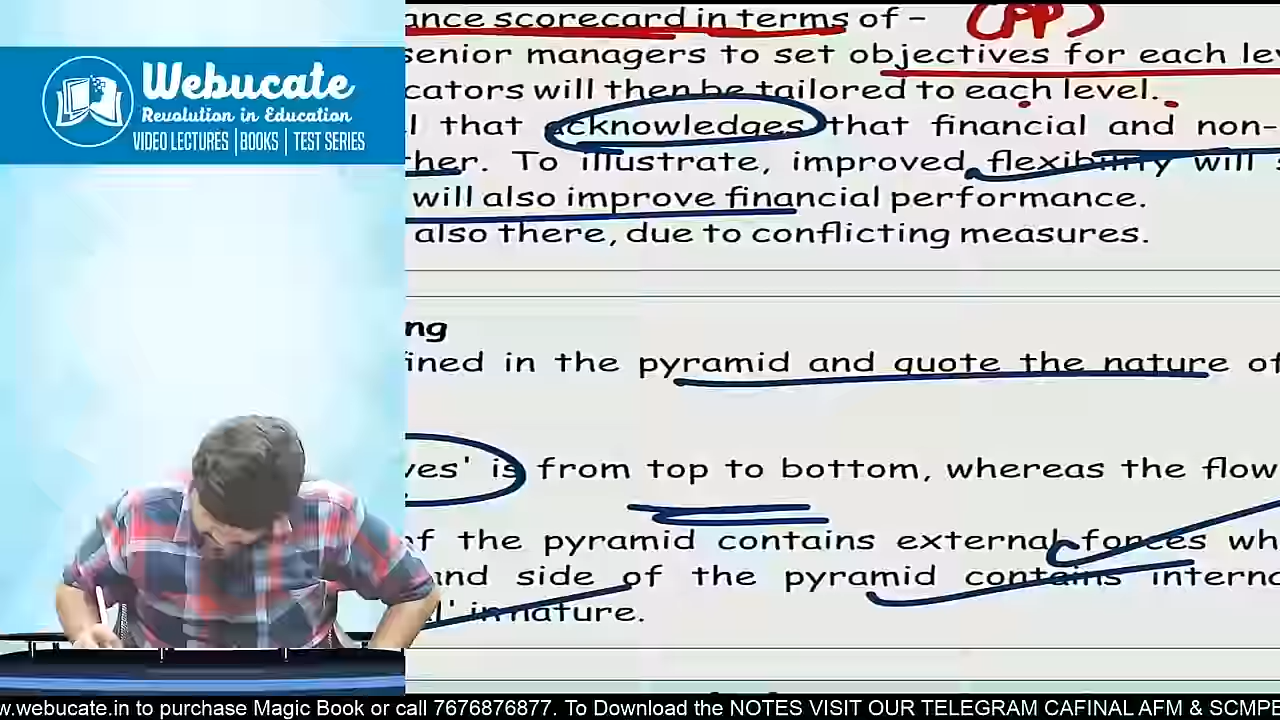 Webucate
Revolution in Education
VIDEO LECTURES | BOOKS | TEST SERIES
ance scorecard in terms of – (PP)
senior managers to set objectives for each le
cators will then be tailored to each level.
l that acknowledges that financial and non-
her. To illustrate, improved flexibility will s
will also improve financial performance.
also there, due to conflicting measures.
ng
ined in the pyramid and quote the nature of
ves' is from top to bottom, whereas the flow
of the pyramid contains external forces wh
and side of the pyramid contains interna
l' in nature.
w.webucate.in to purchase Magic Book or call 7676876877. To Download the NOTES VISIT OUR TELEGRAM CAFINAL AFM & SCMPE